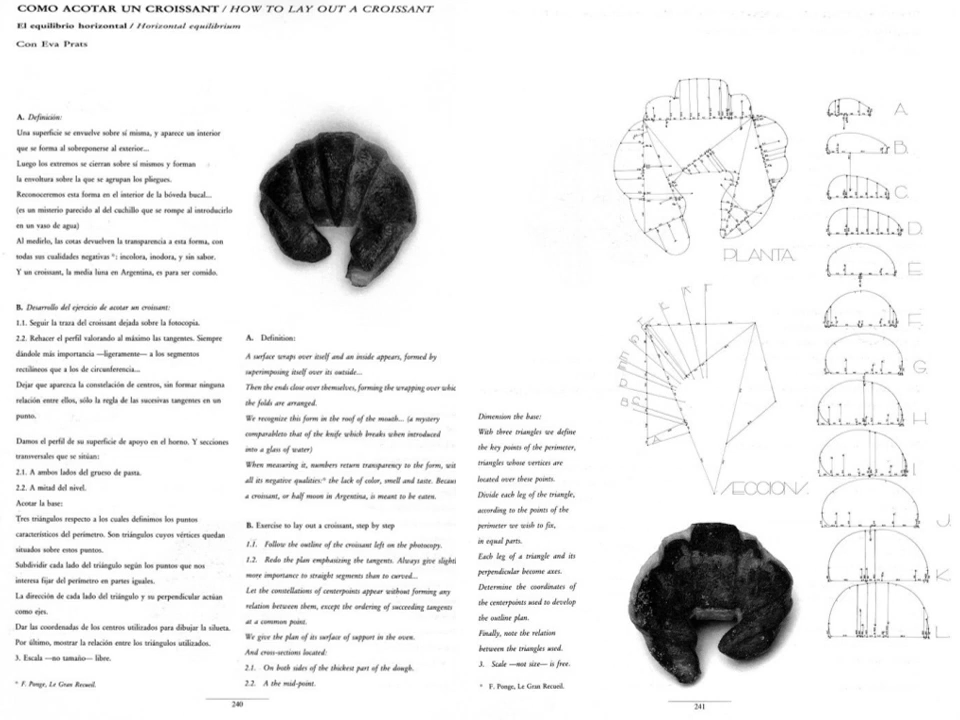 COMO ACOTAR UN CROISSANT / HOW TO LAY OUT A CROISSANT
El equilibrio horizontal / Horizontal equilibrium
Con Eva Prats
A. Definición:
Una superficie se envuelve sobre sí misma, y aparece un interior
que se forma al sobreponerse al exterior...
Luego los extremos se cierran sobre sí mismos y forman
la envoltura sobre la que se agrupan los pliegues.
Reconoceremos esta forma en el interior de la bóveda bucal...
(es un misterio parecido al del cuchillo que se rompe al introducirlo
en un vaso de agua)
Al medirlo, las cotas devuelven la transparencia a esta forma, con
todas sus cualidades negativas *: incolora, inodora, y sin sabor.
Y un croissant, la media luna en Argentina, es para ser comido.
B. Desarrollo del ejercicio de acotar un croissant:
1.1. Seguir la traza del croissant dejada sobre la fotocopia.
2.2. Rehacer el perfil valorando al máximo las tangentes. Siempre
dándole más importancia —ligeramente— a los segmentos
rectilíneos que a los de circunferencia...
Dejar que aparezca la constelación de centros, sin formar ninguna
relación entre ellos, sólo la regla de las sucesivas tangentes en un
punto.
Damos el perfil de su superficie de apoyo en el horno. Y secciones
transversales que se sitúan:
2.1. A ambos lados del grueso de pasta.
2.2. A mitad del nivel.
Acotar la base:
Tres triángulos respecto a los cuales definimos los puntos
característicos del perímetro. Son triángulos cuyos vértices quedan
situados sobre estos puntos.
Subdividir cada lado del triángulo según los puntos que nos
interesa fijar del perímetro en partes iguales.
La dirección de cada lado del triángulo y su perpendicular actúan
como ejes.
Dar las coordenadas de los centros utilizados para dibujar la silueta.
Por último, mostrar la relación entre los triángulos utilizados.
3. Escala —no tamaño— libre.
* F. Ponge, Le Gran Recueil.
A. Definition:
A surface wraps over itself and an inside appears, formed by
superimposing itself over its outside...
Then the ends close over themselves, forming the wrapping over whic
the folds are arranged.
We recognize this form in the roof of the mouth... (a mystery
comparableto that of the knife which breaks when introduced
into a glass of water)
When measuring it, numbers return transparency to the form, wit
all its negative qualities:* the lack of color, smell and taste. Becau
a croissant, or half moon in Argentina, is meant to be eaten.
B. Exercise to lay out a croissant, step by step
1.1. Follow the outline of the croissant left on the photocopy.
1.2. Redo the plan emphasizing the tangents. Always give slightl
more importance to straight segments than to curved...
Let the constellations of centerpoints appear without forming any
relation between them, except the ordering of succeeding tangents
at a common point.
We give the plan of its surface of support in the oven.
And cross-sections located:
2.1. On both sides of the thickest part of the dough.
2.2. A the mid-point.
240
Dimension the base:
With three triangles we define
the key points of the perimeter,
triangles whose vertices are
located over these points.
Divide each leg of the triangle,
according to the points of the
perimeter we wish to fix,
in equal parts.
Each leg of a triangle and its
perpendicular become axes.
Determine the coordinates of
the centerpoints used to develop
the outline plan.
Finally, note the relation
between the triangles used.
3. Scale —not size— is free.
* F. Ponge, Le Gran Recueil.
PLANTA
SECCION
A
B
C
D
E
F
G
H
I
J
K
L
241